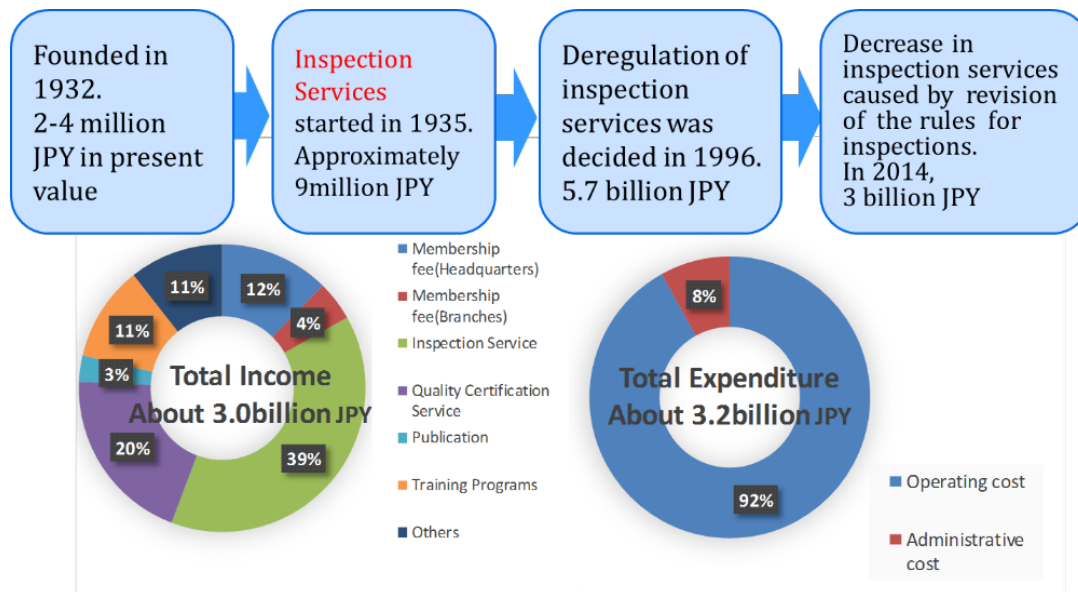 Founded in
1932.
2-4 million
JPY in present
value
Inspection
Services
started in 1935.
Approximately
9million JPY
Deregulation of
inspection
services was
decided in 1996.
5.7 billion JPY
Decrease in
inspection services
caused by revision
of the rules for
inspections.
In 2014,
3 billion JPY
11%
12%
4%
11%
3%
20%
39%
Total Income
About 3.0billion JPY
Membership
fee(Headquarters)
Membership
fee(Branches)
Inspection Service
Quality Certification
Service
Publication
Training Programs
Others
8%
Total Expenditure
About 3.2billion JPY
92%
Operating cost
Administrative
cost